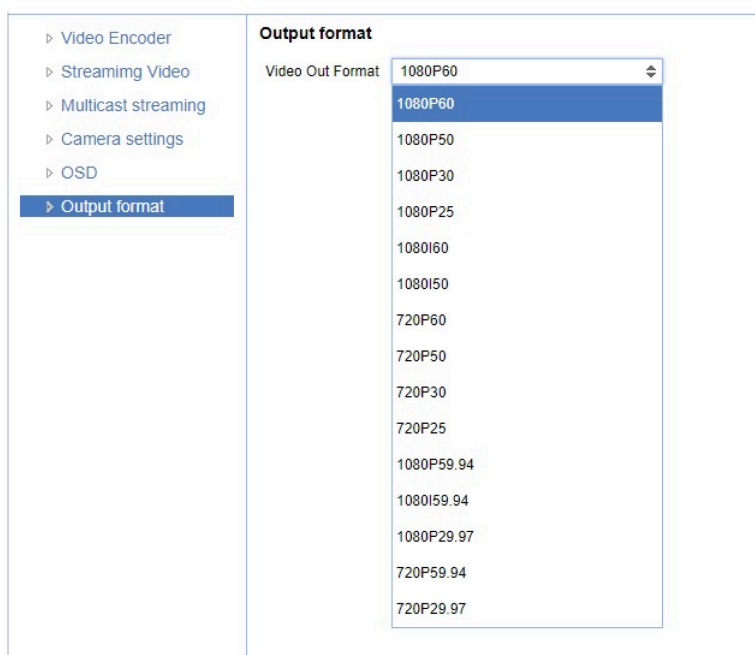 Video Encoder
Streamimg Video
Multicast streaming
Camera settings
OSD
Output format
Output format
Video Out Format 1080P60
1080P60
1080P50
1080P30
1080P25
1080I60
1080I50
720P60
720P50
720P30
720P25
1080P59.94
1080I59.94
1080P29.97
720P59.94
720P29.97